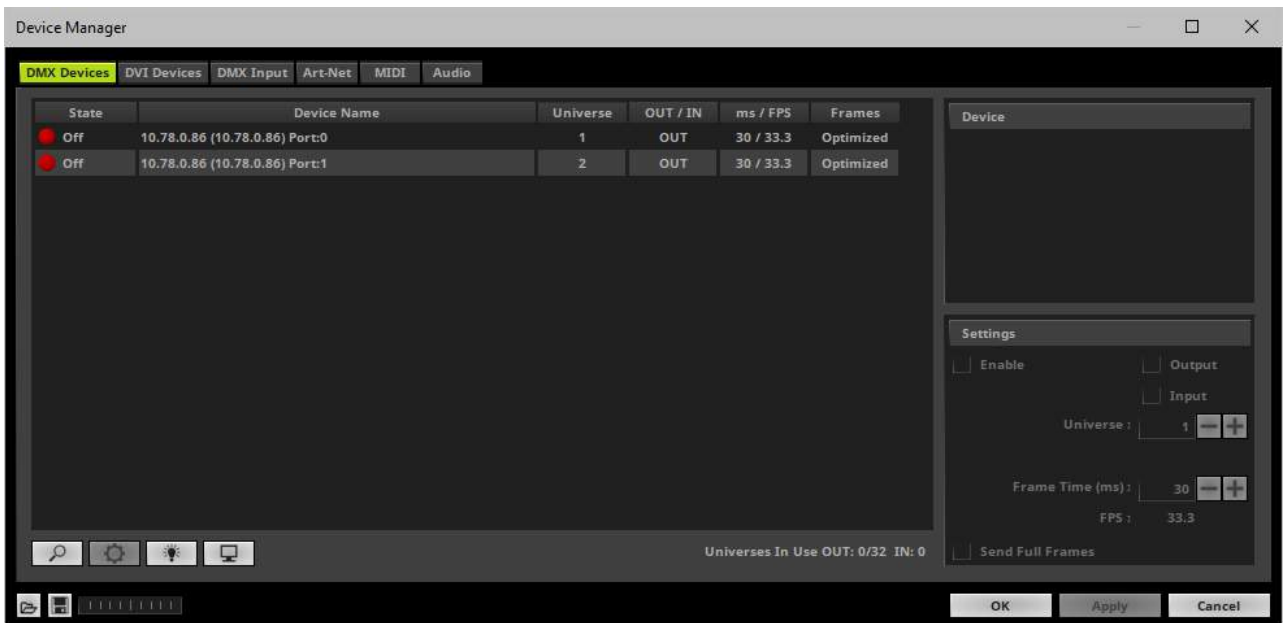 Device Manager
DMX Devices DVI Devices DMX Input Art-Net MIDI Audio
State Device Name Universe OUT / IN ms / FPS Frames
Off 10.78.0.86 (10.78.0.86) Port:0 1 OUT 30 / 33.3 Optimized
Off 10.78.0.86 (10.78.0.86) Port:1 2 OUT 30 / 33.3 Optimized
Universes In Use OUT: 0/32 IN: 0
Device
Settings
Enable Output
Input
Universe : 1
Frame Time (ms) : 30
FPS : 33.3
Send Full Frames
OK Apply Cancel